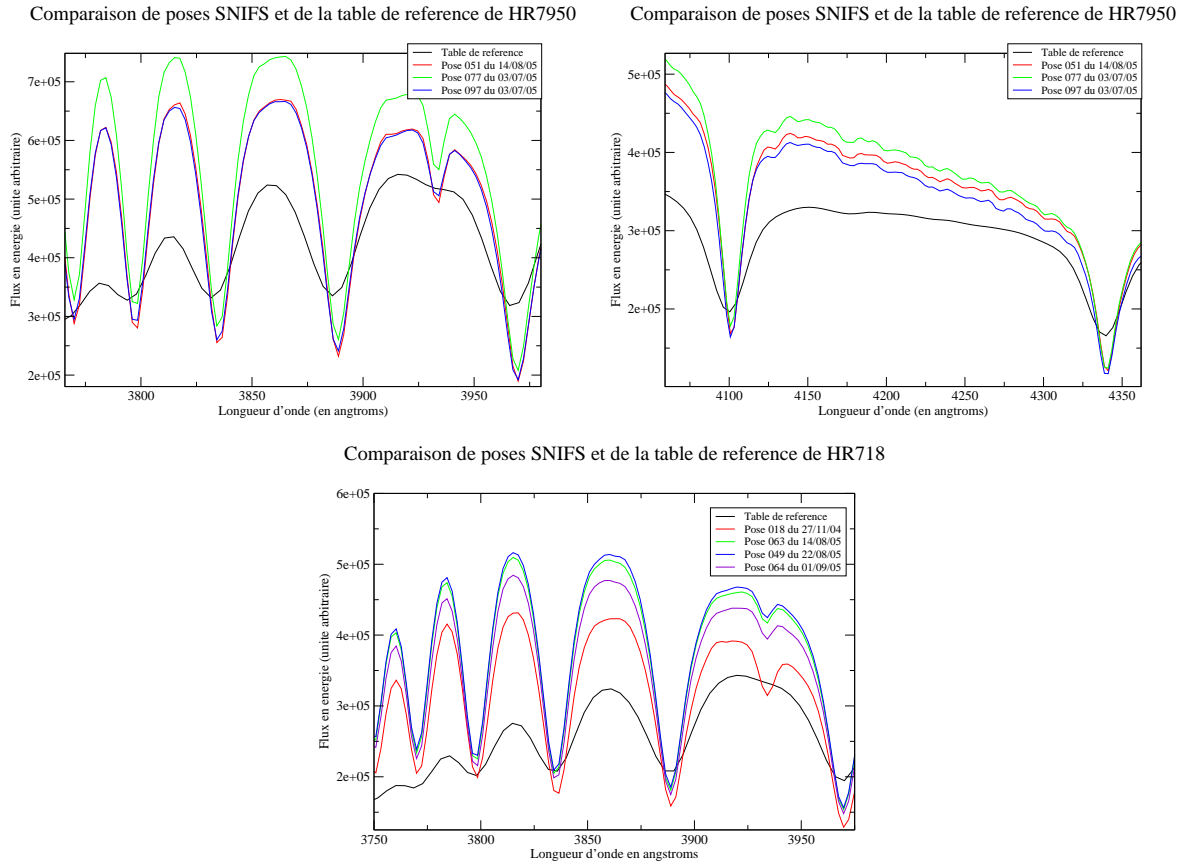 Comparaison de poses SNIFS et de la table de reference de HR7950
Table de reference
Pose 051 du 14/08/05
Pose 077 du 03/07/05
Pose 097 du 03/07/05
7e+05
6e+05
5e+05
4e+05
3e+05
2e+05
Flux en energie (unite arbitraire)
3800
3850
3900
3950
Longueur d'onde (en angtroms)
Comparaison de poses SNIFS et de la table de reference de HR7950
Table de reference
Pose 051 du 14/08/05
Pose 077 du 03/07/05
Pose 097 du 03/07/05
5e+05
4e+05
3e+05
2e+05
Flux en energie (unite arbitraire)
4100
4150
4200
4250
4300
4350
Longueur d'onde (en angtroms)
Comparaison de poses SNIFS et de la table de reference de HR718
Table de reference
Pose 018 du 27/11/04
Pose 063 du 14/08/05
Pose 049 du 22/08/05
Pose 064 du 01/09/05
6e+05
5e+05
4e+05
3e+05
2e+05
Flux en energie (unite arbitraire)
3750
3800
3850
3900
3950
Longueur d'onde en angstroms